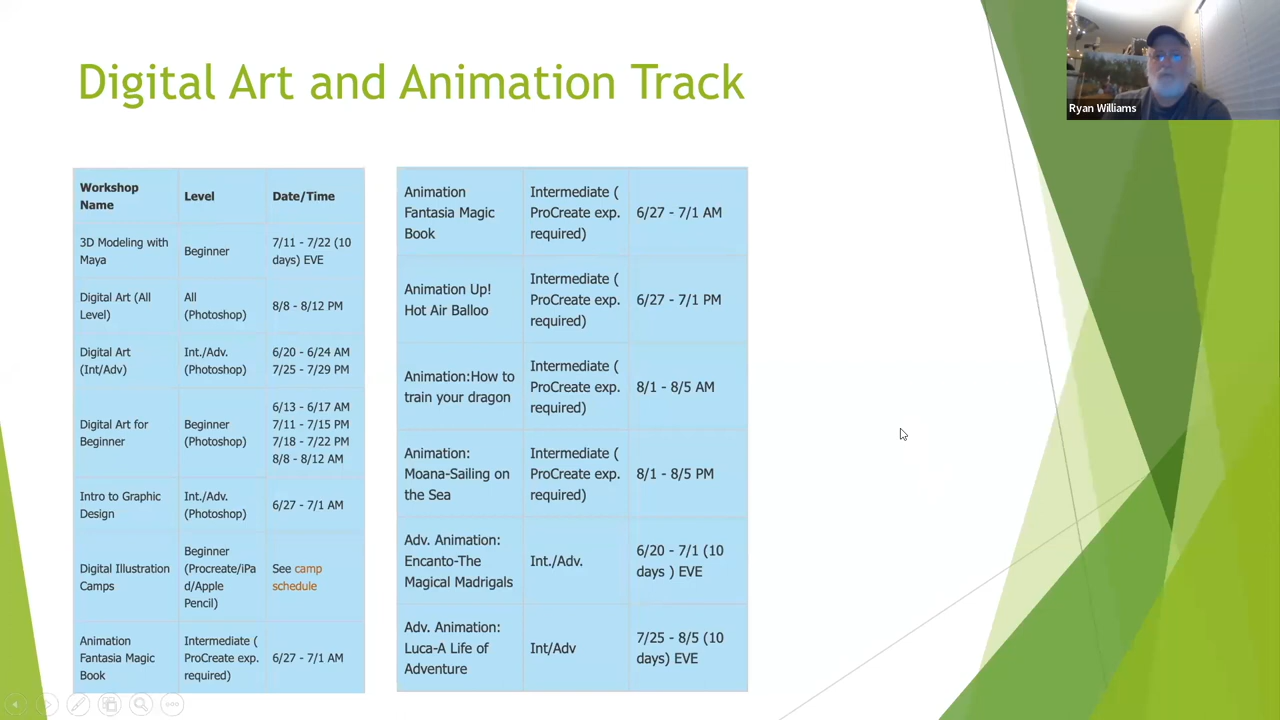 Digital Art and Animation Track
Ryan Williams
Workshop
Name
Level
Date/Time
3D Modeling with
Maya
Beginner
7/11 - 7/22 (10
days) EVE
Digital Art (All
Level)
All
(Photoshop)
8/8 - 8/12 PM
Digital Art
(Int/Adv)
Int./Adv.
(Photoshop)
6/20 - 6/24 AM
7/25 - 7/29 PM
Digital Art for
Beginner
Beginner
(Photoshop)
6/13 - 6/17 AM
7/11 - 7/15 PM
7/18 - 7/22 PM
8/8 - 8/12 AM
Intro to Graphic
Design
Int./Adv.
(Photoshop)
6/27 - 7/1 AM
Digital Illustration
Camps
Beginner
(Procreate/iPa
d/Apple
Pencil)
See camp
schedule
Animation
Fantasia Magic
Book
Intermediate (
ProCreate exp.
required)
6/27 - 7/1 AM
Animation
Fantasia Magic
Book
Intermediate (
ProCreate exp.
required)
6/27 - 7/1 AM
Animation Up!
Hot Air Balloo
Intermediate (
ProCreate exp.
required)
6/27 - 7/1 PM
Animation:How to
train your dragon
Intermediate (
ProCreate exp.
required)
8/1 - 8/5 AM
Animation:
Moana-Sailing on
the Sea
Intermediate (
ProCreate exp.
required)
8/1 - 8/5 PM
Adv. Animation:
Encanto-The
Magical Madrigals
Int./Adv.
6/20 - 7/1 (10
days ) EVE
Adv. Animation:
Luca-A Life of
Adventure
Int/Adv
7/25 - 8/5 (10
days) EVE